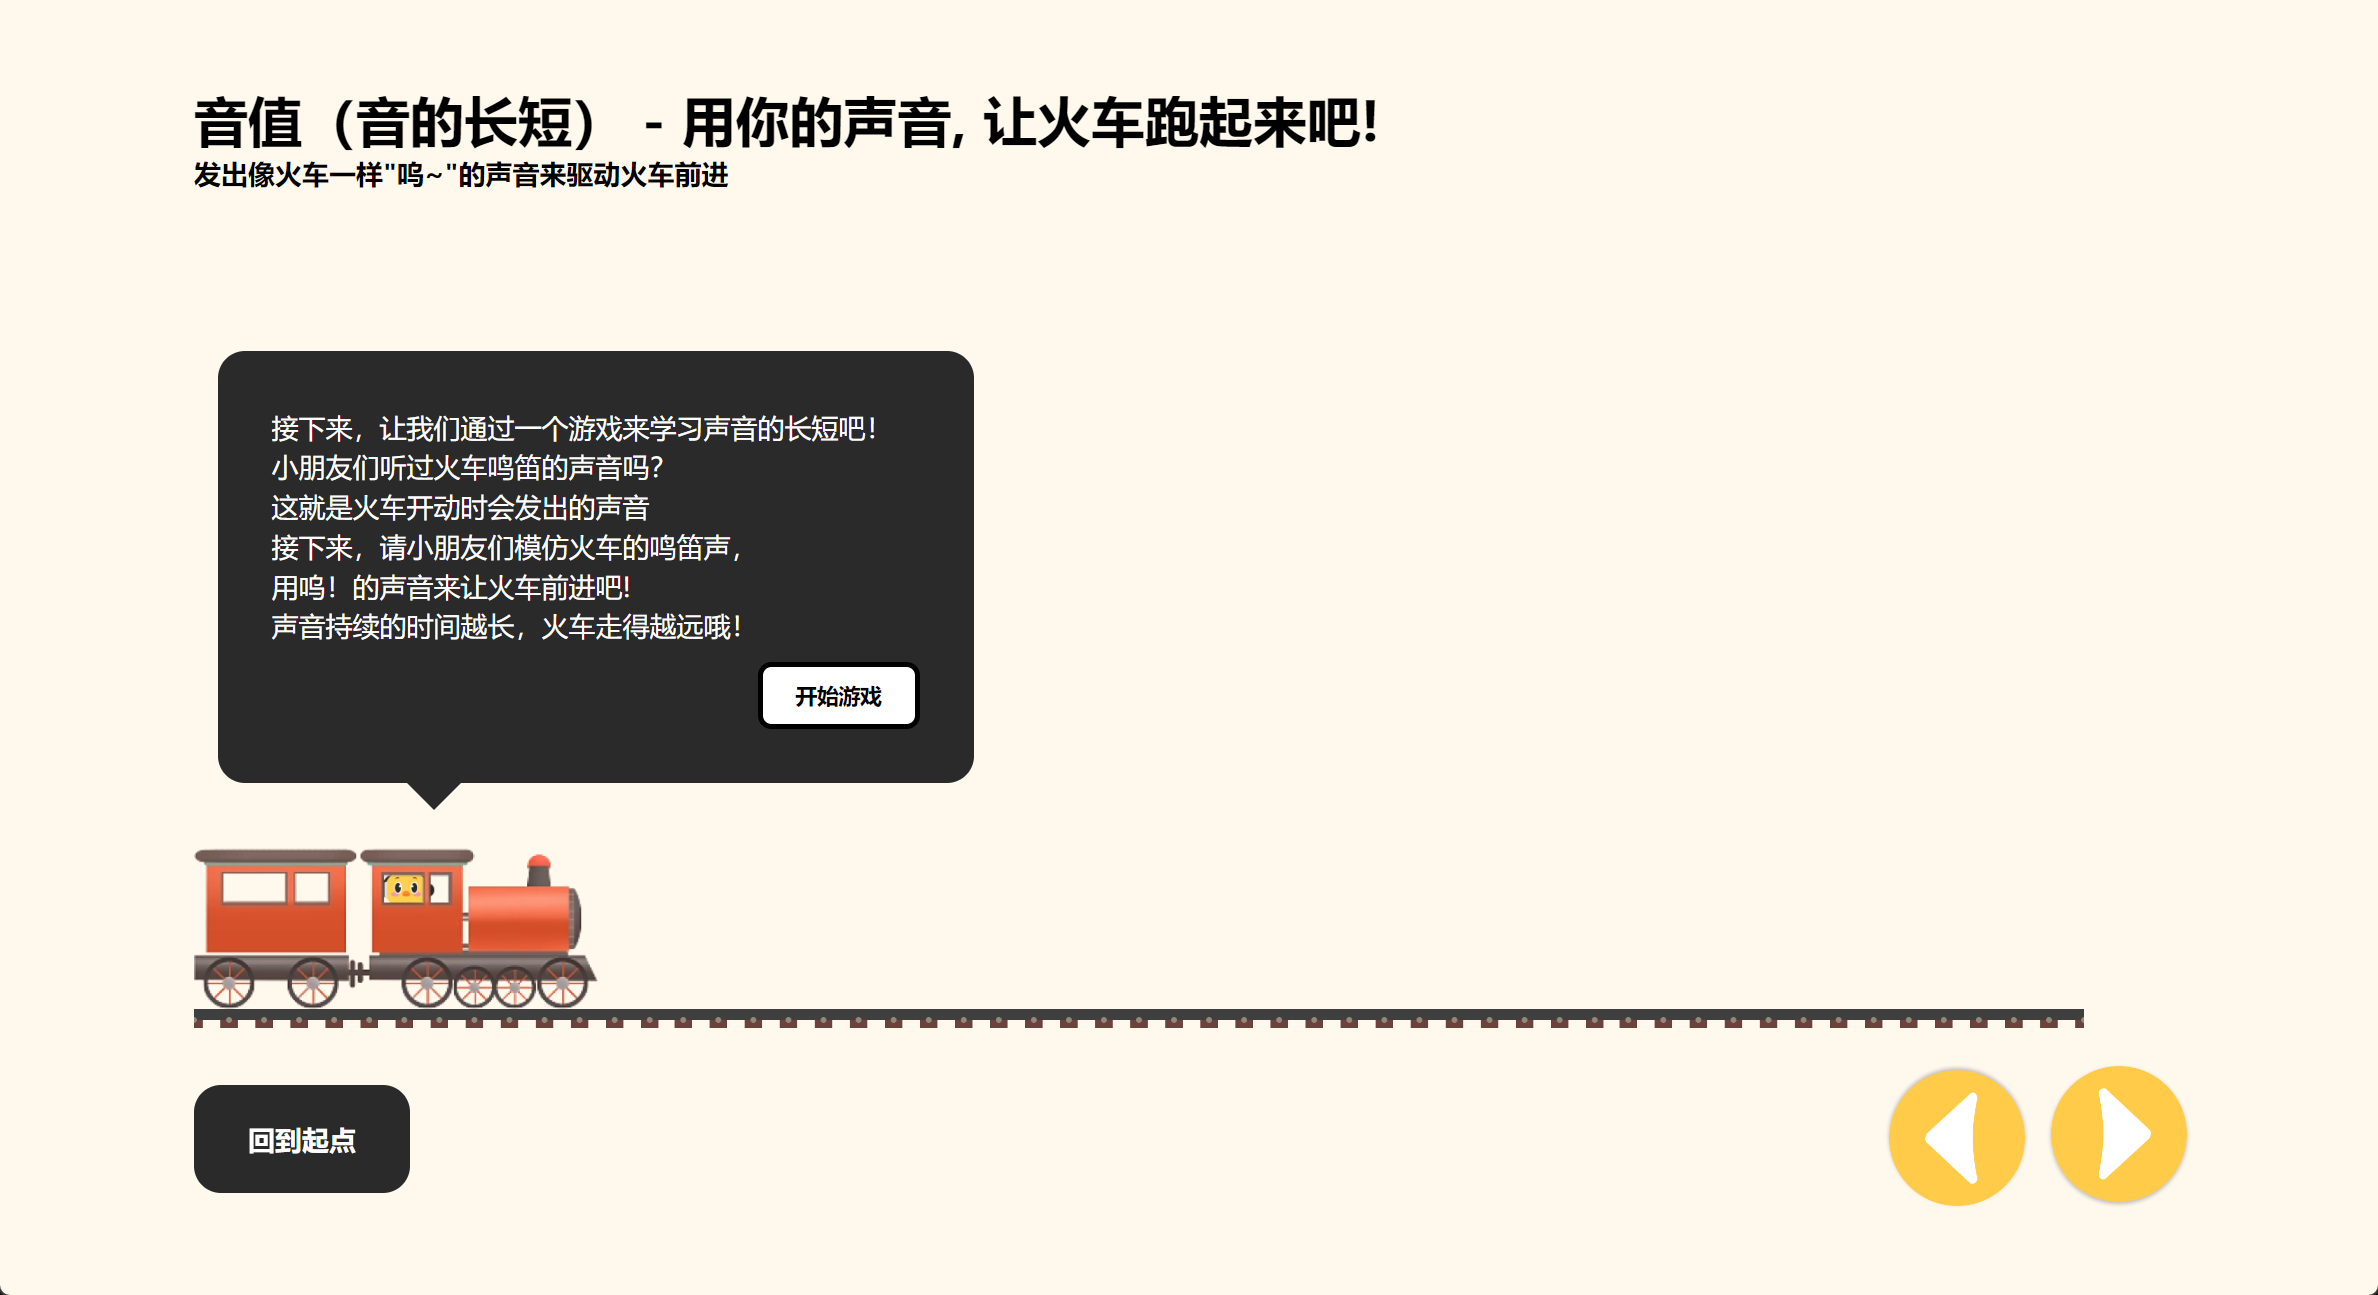 音值（音的长短） - 用你的声音, 让火车跑起来吧!
发出像火车一样"呜~"的声音来驱动火车前进
接下来，让我们通过一个游戏来学习声音的长短吧！
小朋友们听过火车鸣笛的声音吗？
这就是火车开动时会发出的声音
接下来，请小朋友们模仿火车的鸣笛声，
用呜！的声音来让火车前进吧!
声音持续的时间越长，火车走得越远哦！
开始游戏
回到起点